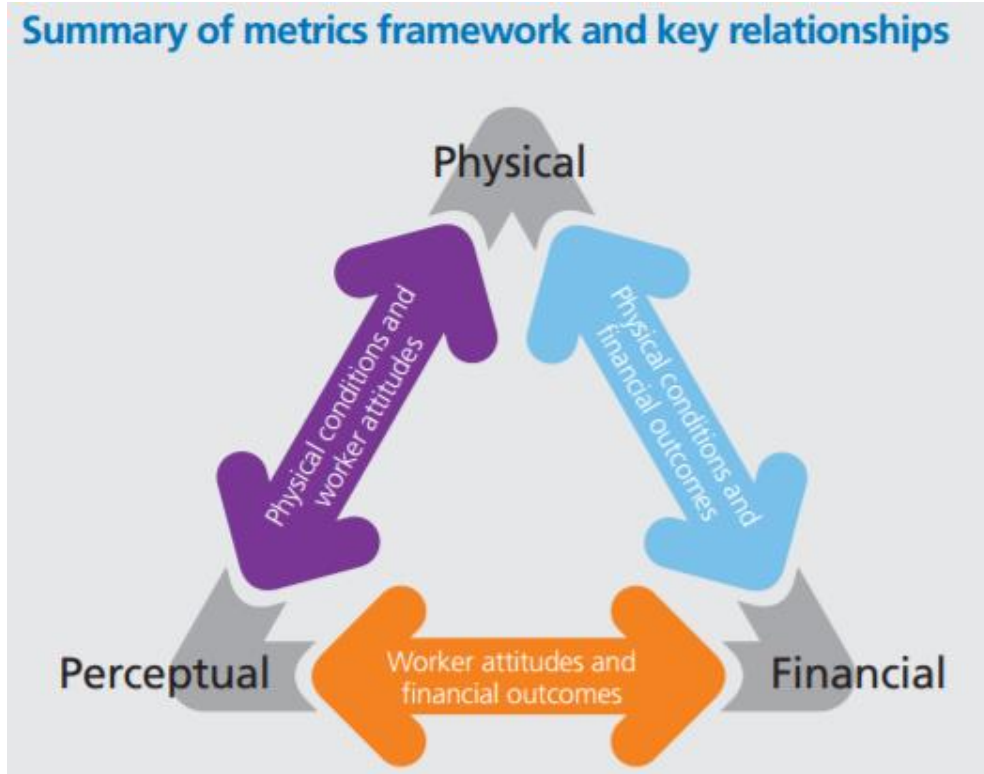 Summary of metrics framework and key relationships
Physical
Physical conditions and
worker attitudes
Physical conditions and
financial outcomes
Perceptual
Worker attitudes and
financial outcomes
Financial